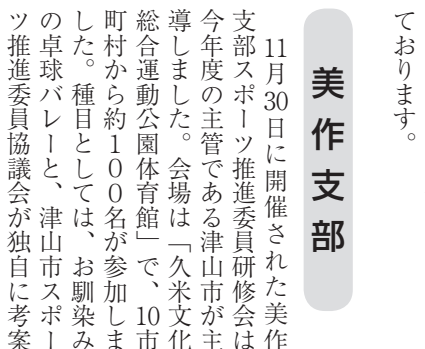 ております。
美作支部
11月30日に開催された美作
支部スポーツ推進委員研修会は
今年度の主管である津山市が主
導しました。会場は「久米文化
総合運動公園体育館」で、10市
町村から約１００名が参加しま
した。種目としては、お馴染み
の卓球バレーと、津山市スポー
ツ推進委員協議会が独自に考案